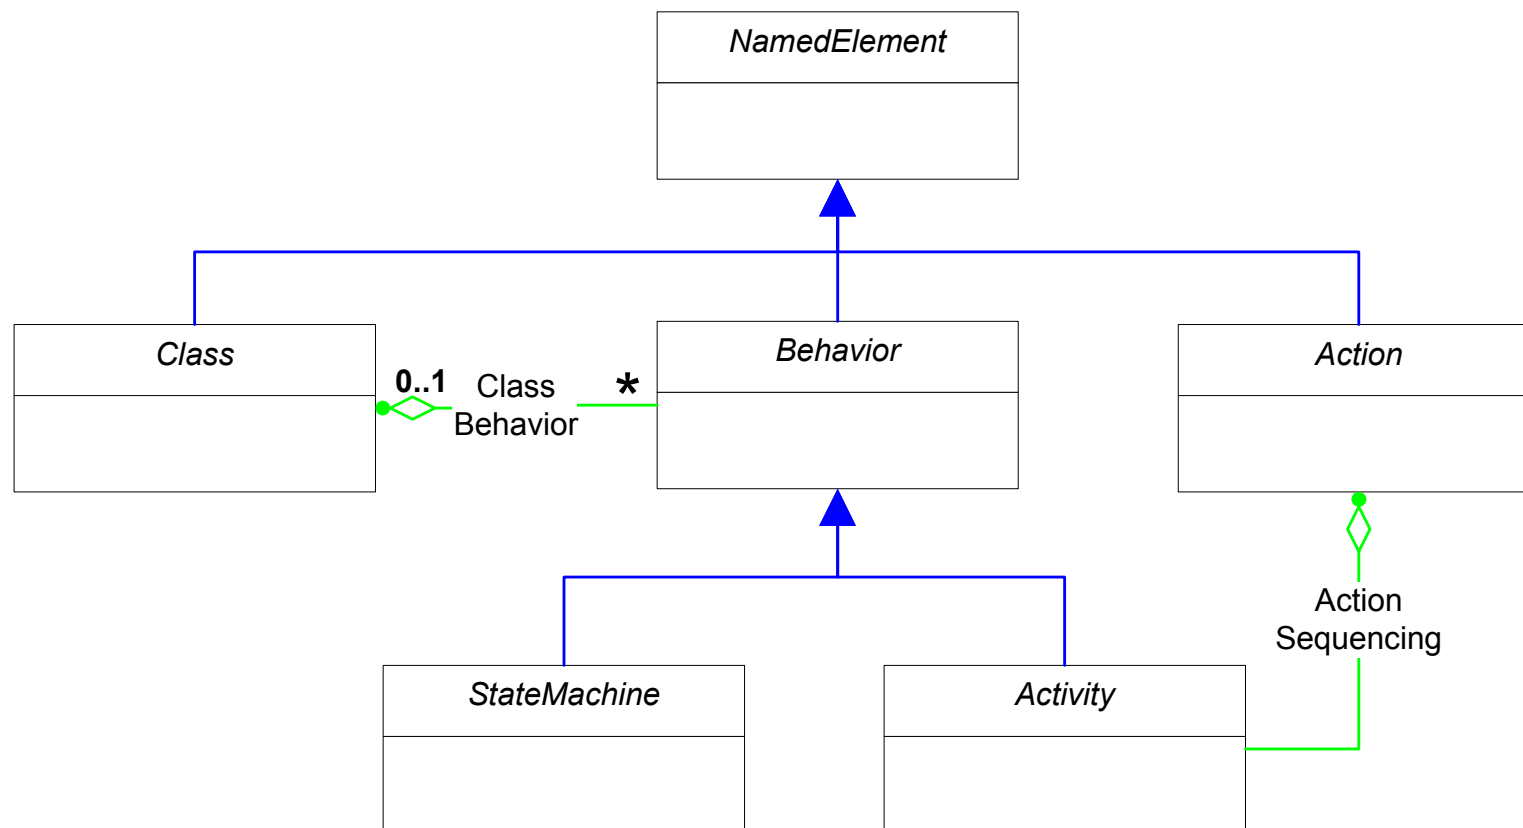 NamedElement
Class
Behavior
Action
0..1
Class
Behavior
*
Action
Sequencing
StateMachine
Activity